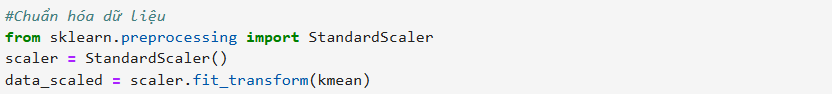 #Chuẩn hóa dữ liệu
from sklearn.preprocessing import StandardScaler
scaler = StandardScaler()
data_scaled = scaler.fit_transform(kmean)